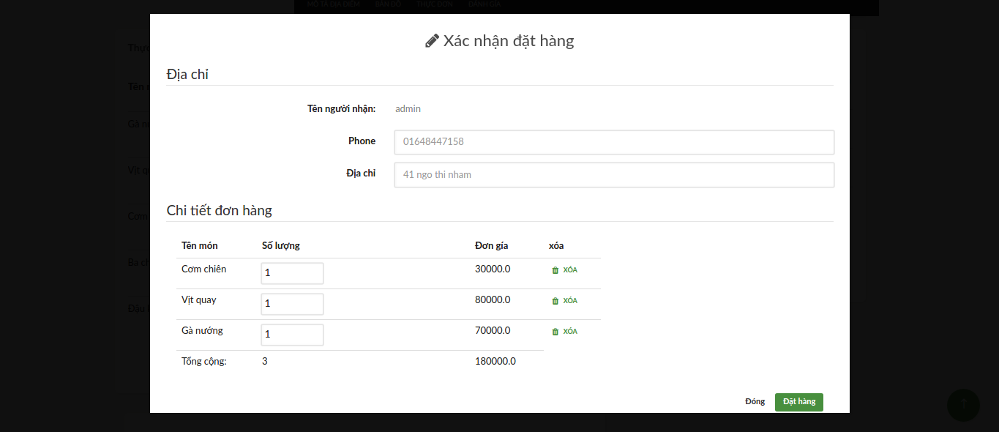 MÔ TẢ ĐỊA ĐIỂM BẢN ĐỒ THỰC ĐƠN ĐÁNH GIÁ
Xác nhận đặt hàng
Địa chỉ
Tên người nhận: admin
Phone 01648447158
Địa chỉ 41 ngo thi nham
Chi tiết đơn hàng
Tên món Số lượng Đơn gía xóa
Cơm chiên 1 30000.0 XÓA
Vịt quay 1 80000.0 XÓA
Gà nướng 1 70000.0 XÓA
Tổng cộng: 3 180000.0
Đóng Đặt hàng